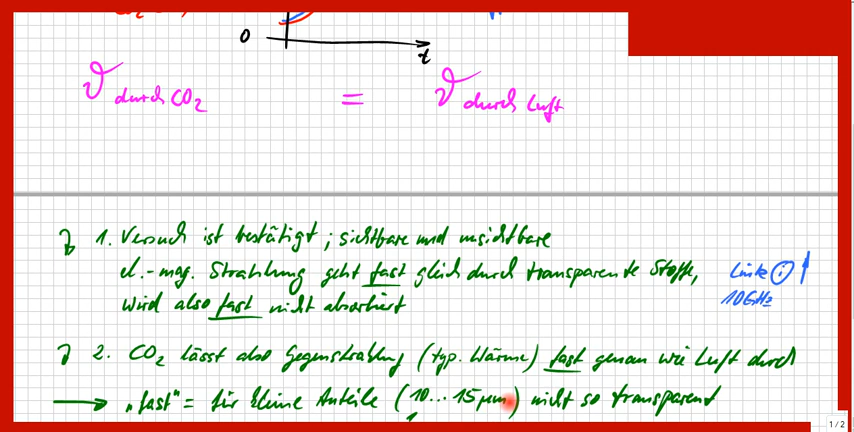 0
t
ϑ durch CO₂ = ϑ durch Luft
1. Versuch ist bestätigt; sichtbare und unsichtbare
el.-mag. Strahlung geht fast gleich durch transparente Stoffe,
wird also fast nicht absorbiert
Link i ↑
10GHz
2. CO₂ lässt also Gegenstrahlung (typ. Wärme) fast genau wie Luft durch
→ „fast" = für kleine Anteile (10...15µm) nicht so transparent
1/2